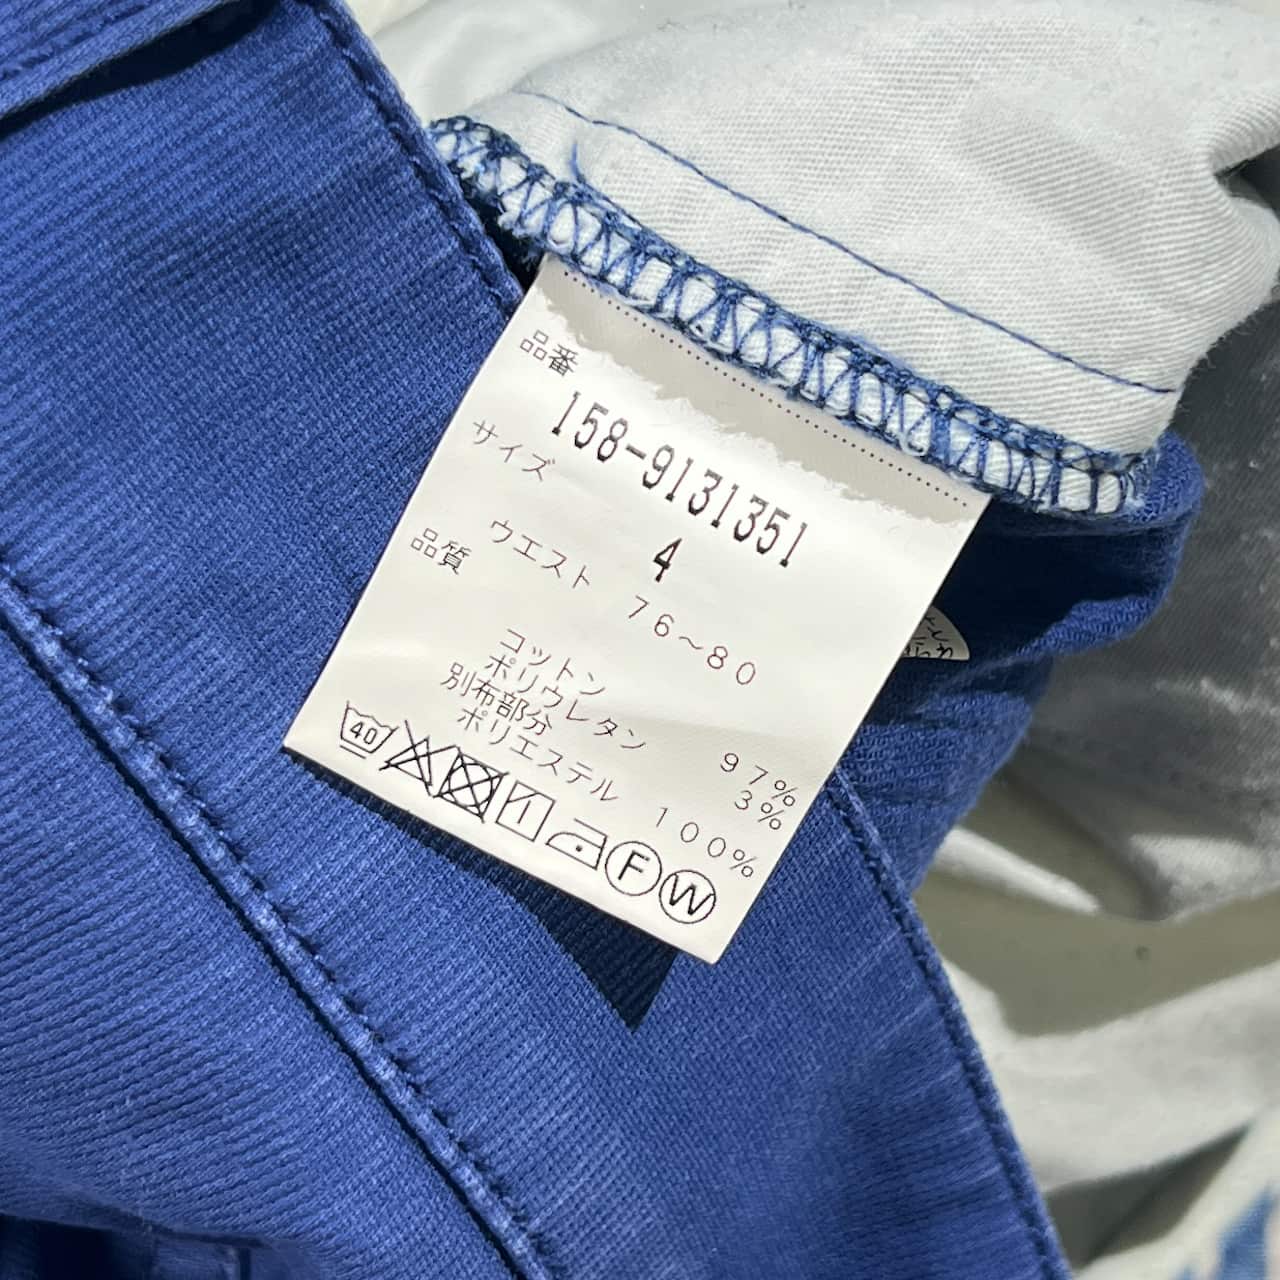 品番
158-9131351
サイズ
4
ウエスト 76～80
品質
コットン 97%
ポリウレタン 3%
別布部分
ポリエステル 100%
40
F
W